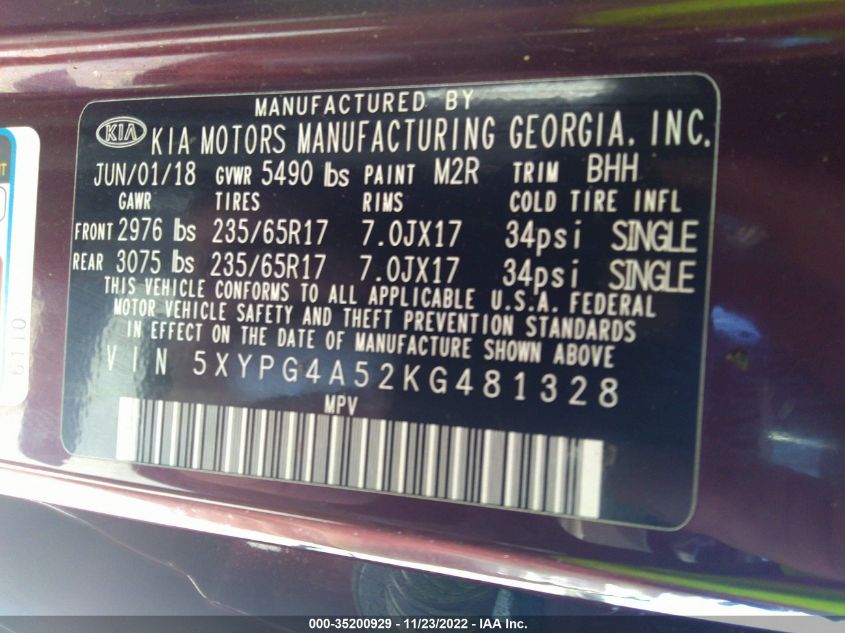 MANUFACTURED BY
KIA KIA MOTORS MANUFACTURING GEORGIA, INC.
JUN/01/18 GVWR 5490 lbs PAINT M2R TRIM BHH
GAWR TIRES RIMS COLD TIRE INFL
FRONT 2976 lbs 235/65R17 7.0JX17 34psi SINGLE
REAR 3075 lbs 235/65R17 7.0JX17 34psi SINGLE
THIS VEHICLE CONFORMS TO ALL APPLICABLE U.S.A. FEDERAL
MOTOR VEHICLE SAFETY AND THEFT PREVENTION STANDARDS
IN EFFECT ON THE DATE OF MANUFACTURE SHOWN ABOVE
VIN 5XYPG4A52KG481328
MPV
6110
000-35200929 - 11/23/2022 - IAA Inc.